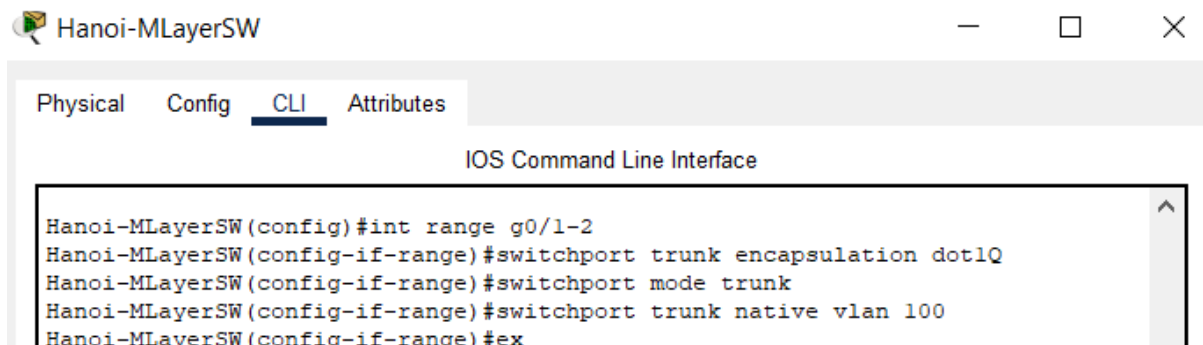 Hanoi-MLayerSW
Physical Config CLI Attributes
IOS Command Line Interface
Hanoi-MLayerSW(config)#int range g0/1-2
Hanoi-MLayerSW(config-if-range)#switchport trunk encapsulation dot1Q
Hanoi-MLayerSW(config-if-range)#switchport mode trunk
Hanoi-MLayerSW(config-if-range)#switchport trunk native vlan 100
Hanoi-MLayerSW(config-if-range)#ex